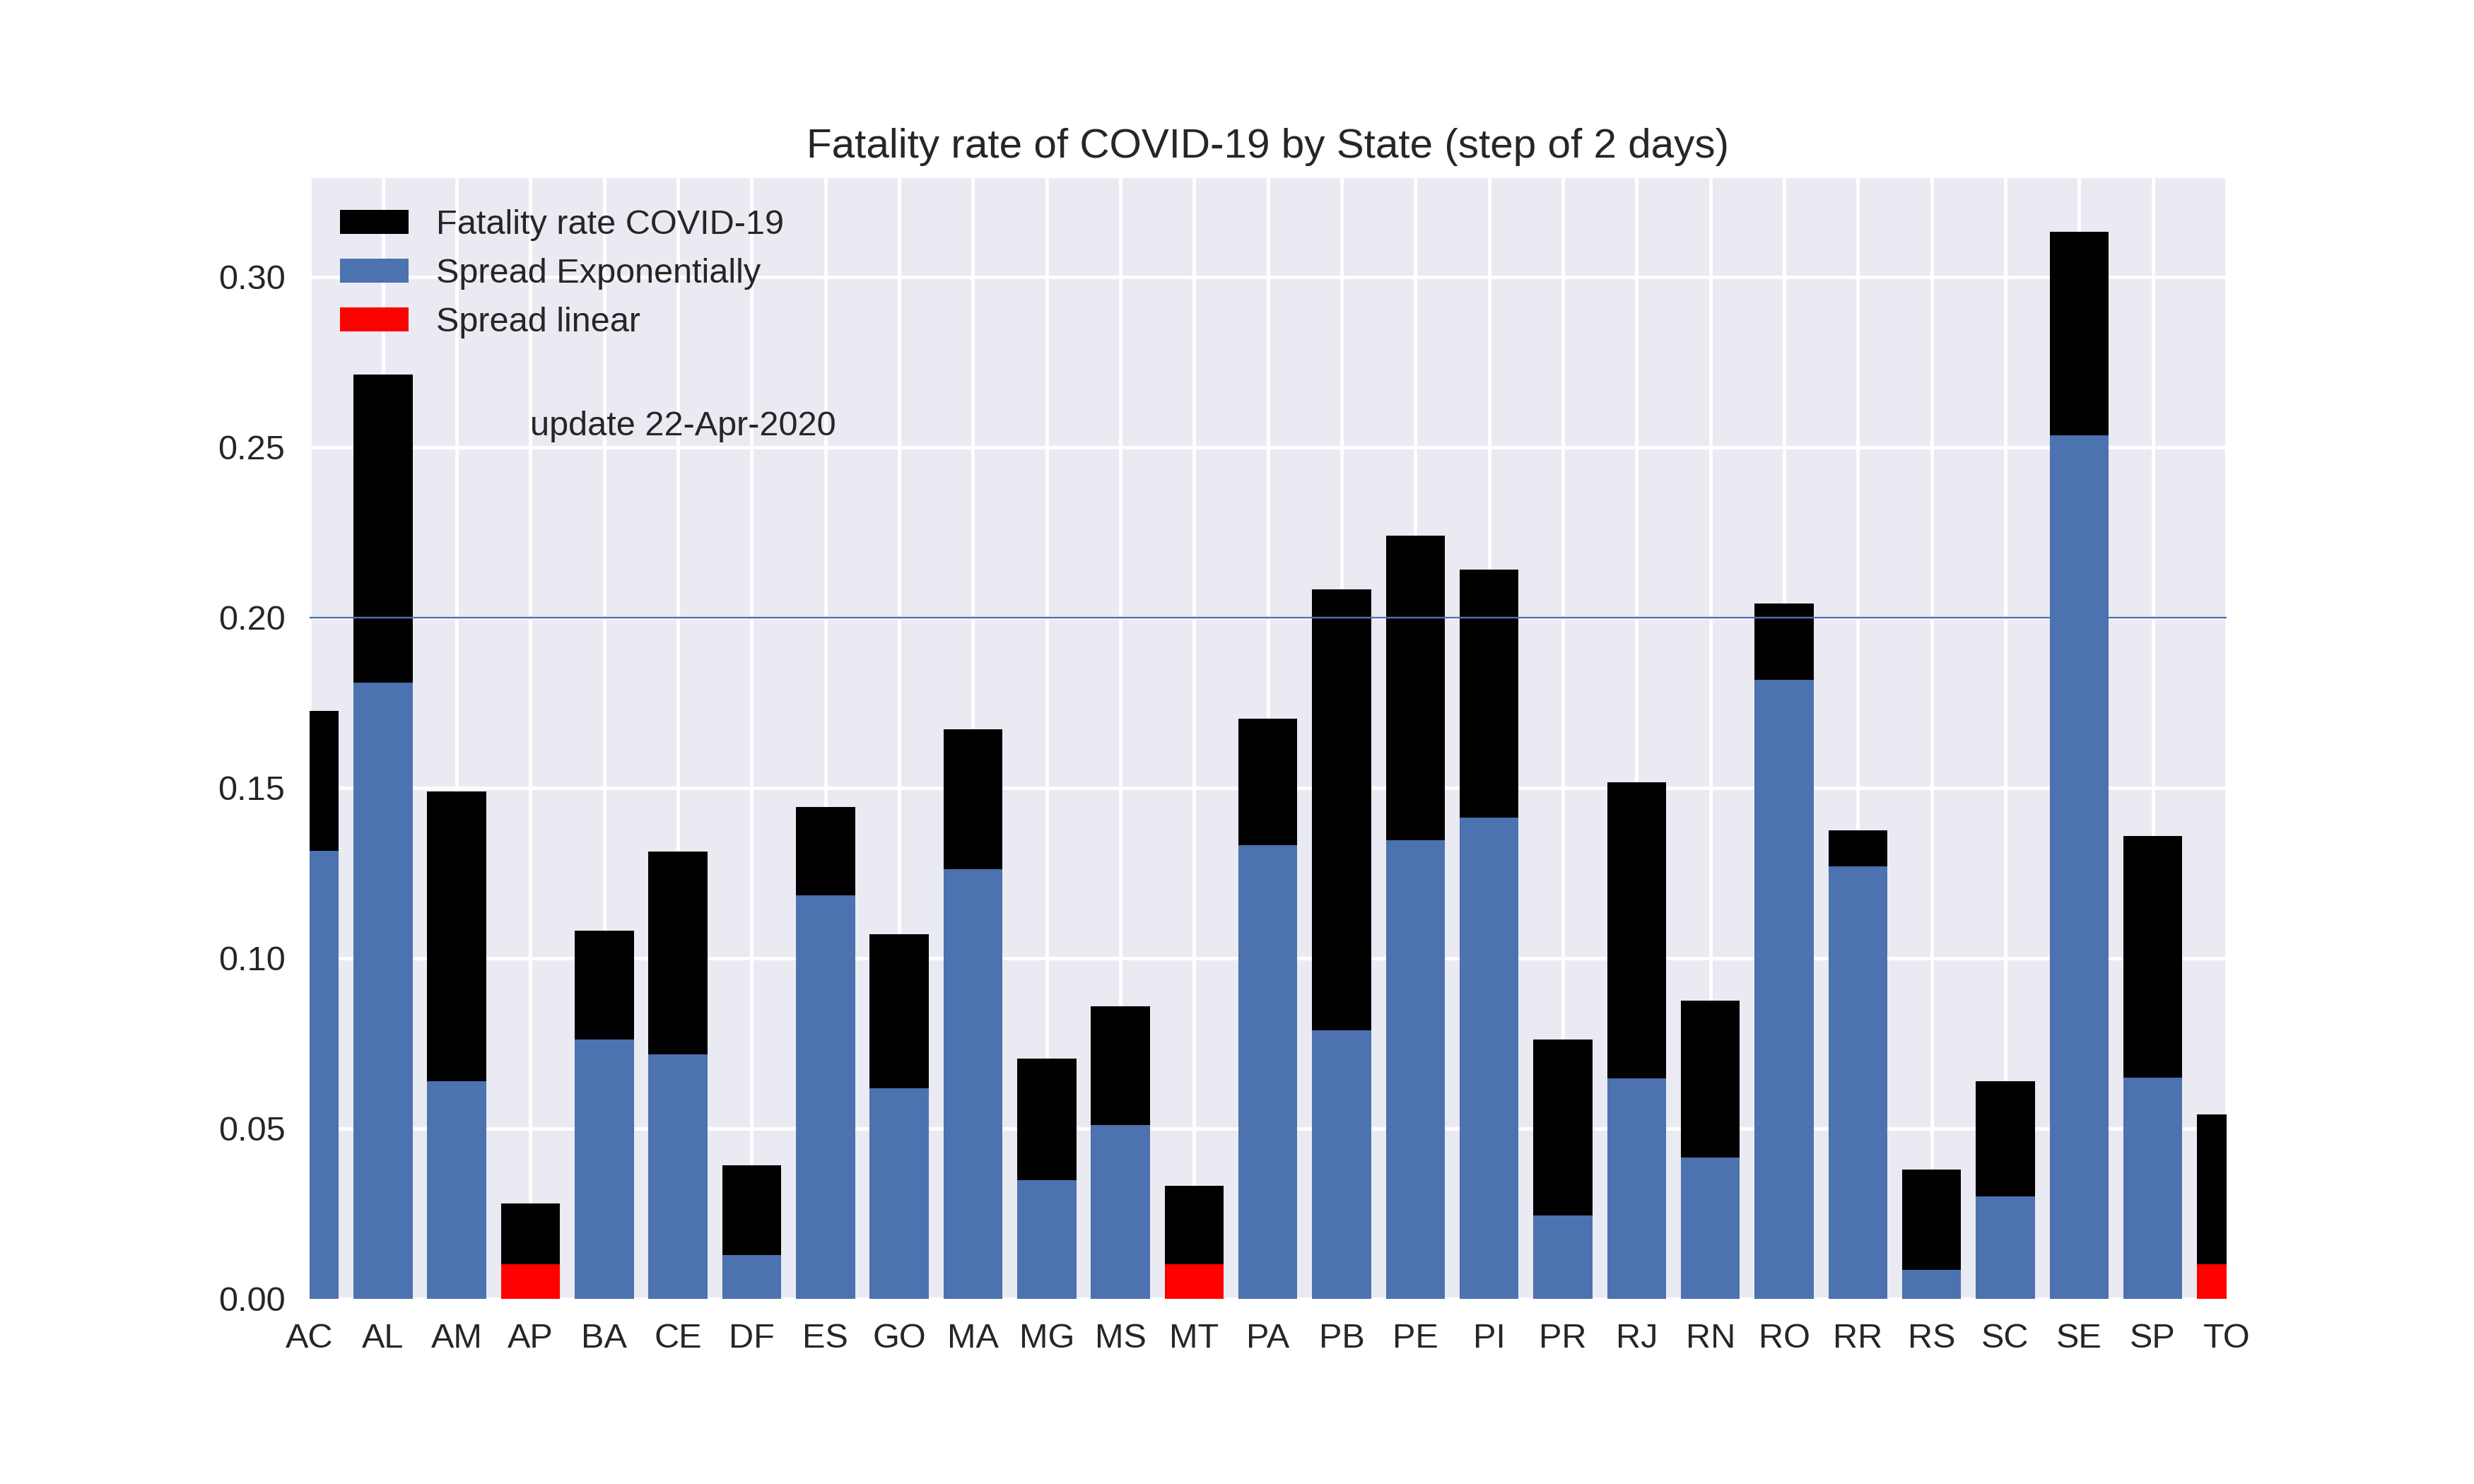 Fatality rate of COVID-19 by State (step of 2 days)
Fatality rate COVID-19
Spread Exponentially
Spread linear
update 22-Apr-2020
0.30
0.25
0.20
0.15
0.10
0.05
0.00
AC AL AM AP BA CE DF ES GO MA MG MS MT PA PB PE PI PR RJ RN RO RR RS SC SE SP TO